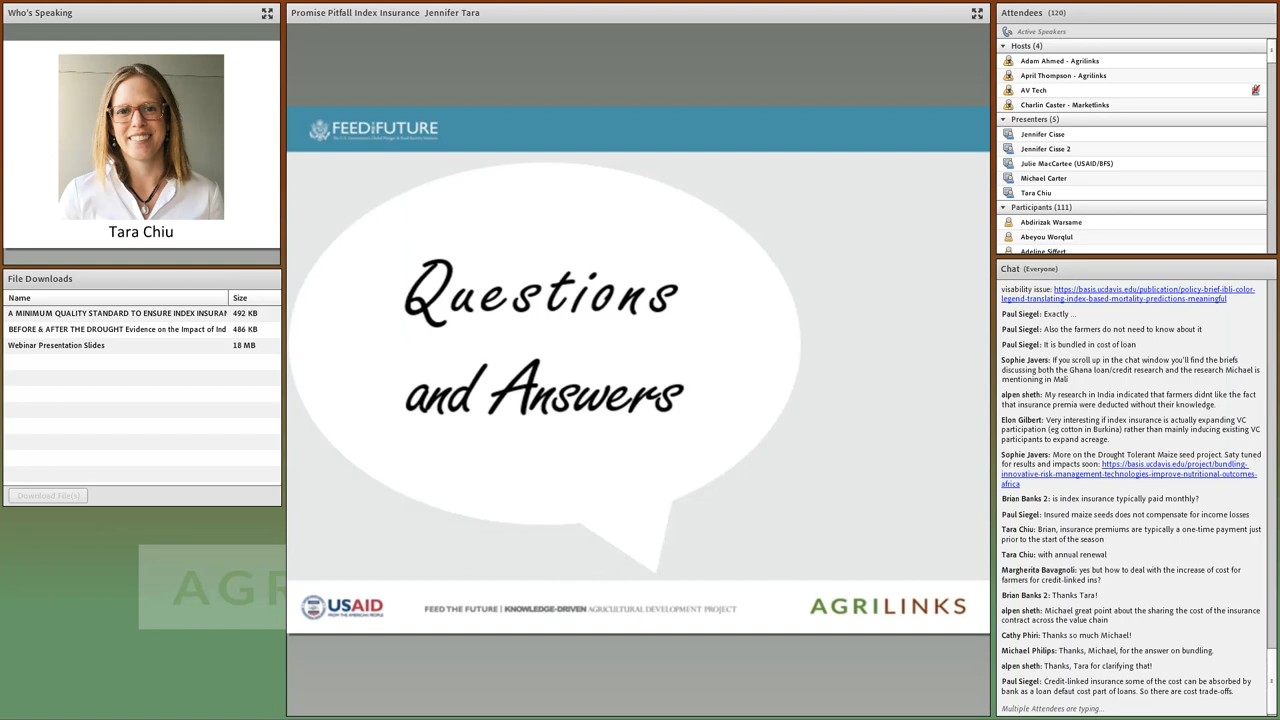 Who's Speaking
Tara Chiu
File Downloads
Name Size
A MINIMUM QUALITY STANDARD TO ENSURE INDEX INSURAN 492 KB
BEFORE & AFTER THE DROUGHT Evidence on the Impact of Ind 486 KB
Webinar Presentation Slides 18 MB
Download File(s)
AGR
Promise Pitfall Index Insurance Jennifer Tara
FEED THE FUTURE
Questions
and Answers
USAID
FROM THE AMERICAN PEOPLE
FEED THE FUTURE | KNOWLEDGE-DRIVEN AGRICULTURAL DEVELOPMENT PROJECT
AGRILINKS
Attendees (120)
Active Speakers
Hosts (4)
Adam Ahmed - Agrilinks
April Thompson - Agrilinks
AV Tech
Charlin Caster - Marketlinks
Presenters (5)
Jennifer Cisse
Jennifer Cisse 2
Julie MacCartee (USAID/BFS)
Michael Carter
Tara Chiu
Participants (111)
Abdirizak Warsame
Abeyou Worqlul
Adeline Siffert
Chat (Everyone)
visability issue: https://basis.ucdavis.edu/publication/policy-brief-ibli-color-
legend-translating-index-based-mortality-predictions-meaningful
Paul Siegel: Exactly ...
Paul Siegel: Also the farmers do not need to know about it
Paul Siegel: It is bundled in cost of loan
Sophie Javers: If you scroll up in the chat window you'll find the briefs
discussing both the Ghana loan/credit research and the research Michael is
mentioning in Mali
alpen sheth: My research in India indicated that farmers didnt like the fact
that insurance premia were deducted without their knowledge.
Elon Gilbert: Very interesting if index insurance is actually expanding VC
participation (eg cotton in Burkina) rather than mainly inducing existing VC
participants to expand acreage.
Sophie Javers: More on the Drought Tolerant Maize seed project. Saty tuned
for results and impacts soon: https://basis.ucdavis.edu/project/bundling-
innovative-risk-management-technologies-improve-nutritional-outcomes-
africa
Brian Banks 2: is index insurance typically paid monthly?
Paul Siegel: Insured maize seeds does not compensate for income losses
Tara Chiu: Brian, insurance premiums are typically a one-time payment just
prior to the start of the season
Tara Chiu: with annual renewal
Margherita Bavagnoli: yes but how to deal with the increase of cost for
farmers for credit-linked ins?
Brian Banks 2: Thanks Tara!
alpen sheth: Michael great point about the sharing the cost of the insurance
contract across the value chain
Cathy Phiri: Thanks so much Michael!
Michael Philips: Thanks, Michael, for the answer on bundling.
alpen sheth: Thanks, Tara for clarifying that!
Paul Siegel: Credit-linked insurance some of the cost can be absorbed by
bank as a loan defaut cost part of loans. So there are cost trade-offs.
Multiple Attendees are typing...